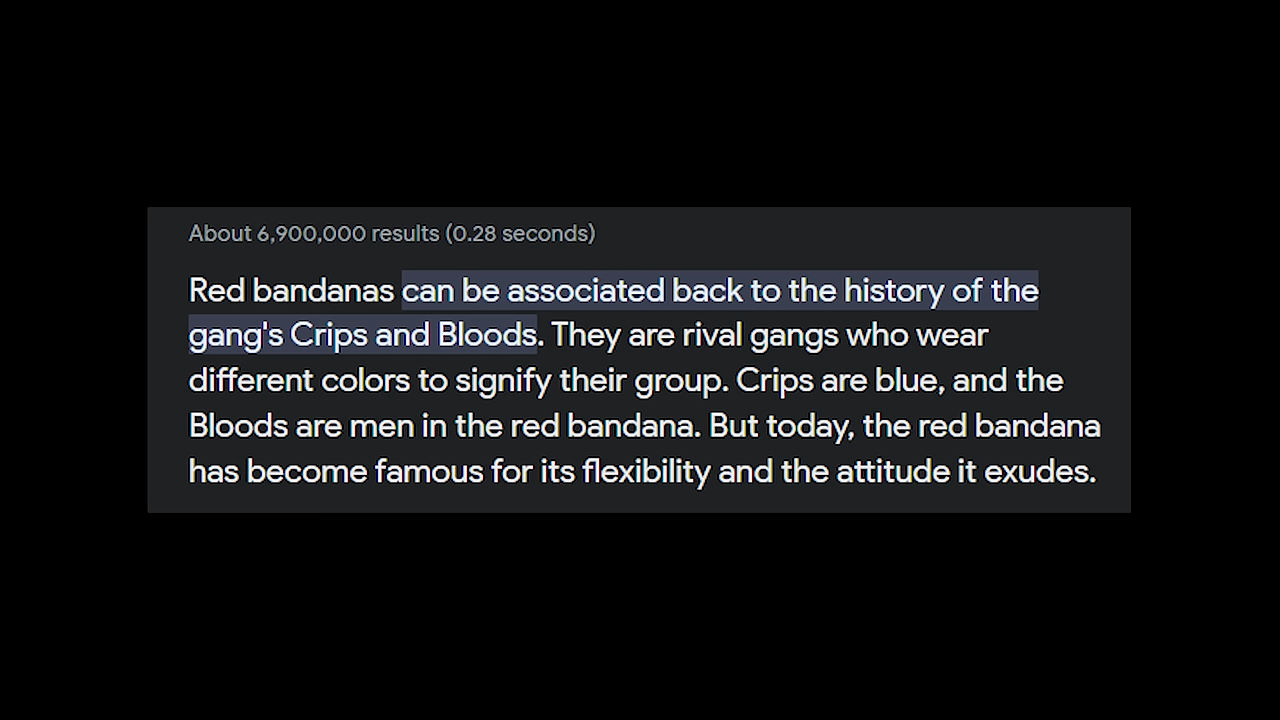 About 6,900,000 results (0.28 seconds)
Red bandanas can be associated back to the history of the
gang's Crips and Bloods. They are rival gangs who wear
different colors to signify their group. Crips are blue, and the
Bloods are men in the red bandana. But today, the red bandana
has become famous for its flexibility and the attitude it exudes.